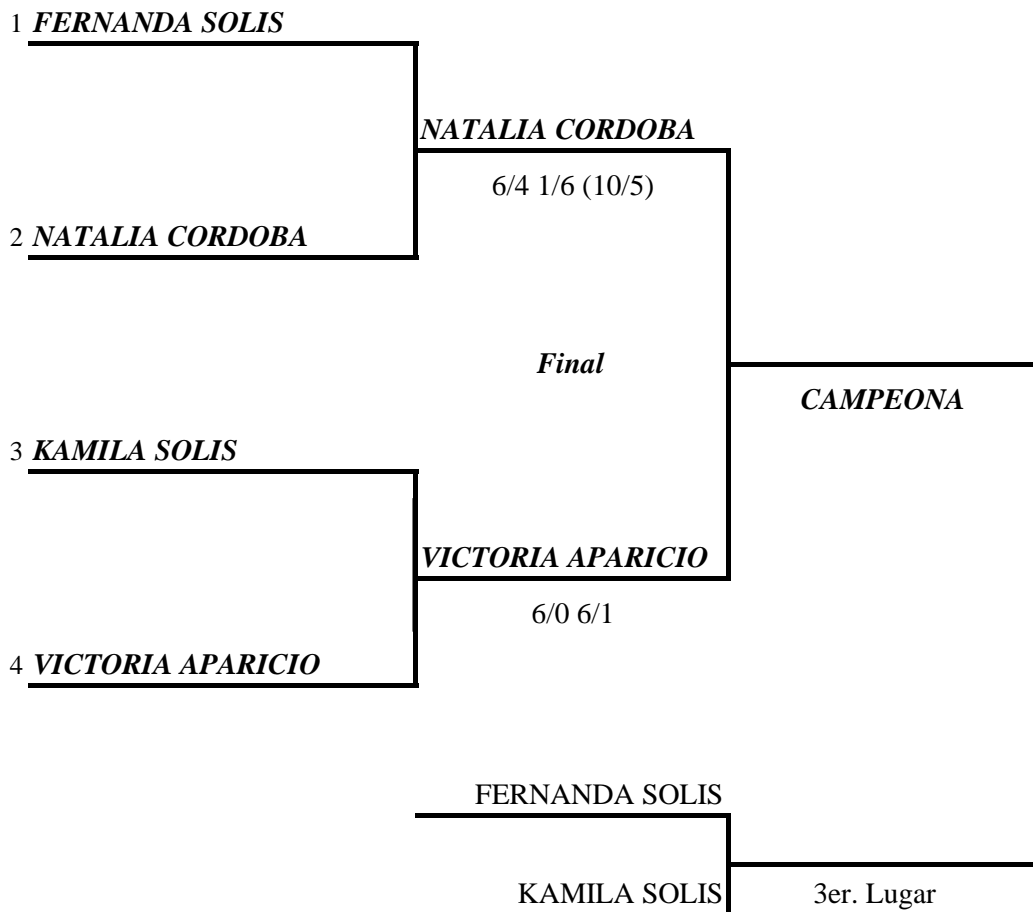 1 FERNANDA SOLIS
NATALIA CORDOBA
6/4 1/6 (10/5)
2 NATALIA CORDOBA
Final
CAMPEONA
3 KAMILA SOLIS
VICTORIA APARICIO
6/0 6/1
4 VICTORIA APARICIO
FERNANDA SOLIS
KAMILA SOLIS
3er. Lugar